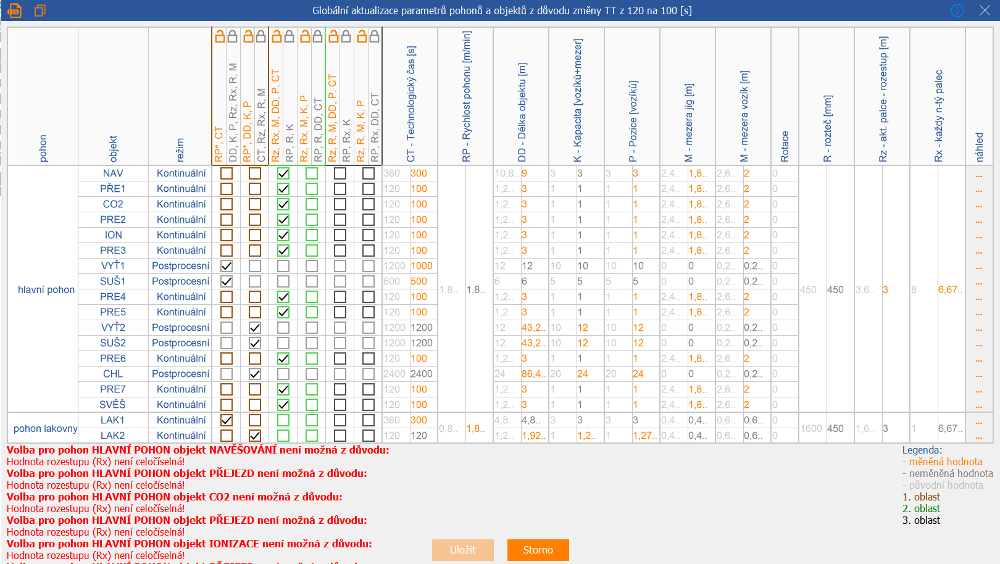 CSV
Globální aktualizace parametrů pohonů a objektů z důvodu změny TT z 120 na 100 [s]
pohon objekt režim RP*, CT DD, K, P, Rz, Rx, R, M RP*, DD, K, P CT, Rz, Rx, R, M Rz, Rx, M, DD, P, CT RP, R, K Rz, Rx, M, K, P RP, R, DD, CT Rz, R, M, DD, P, CT RP, Rx, K Rz, R, M, K, P RP, Rx, DD, CT CT - Technologický čas [s] RP - Rychlost pohonu [m/min] DD - Délka objektu [m] K - Kapacita [vozíků+mezer] P - Pozice [vozíků] M - mezera jig [m] M - mezera vozík [m] Rotace R - rozteč [mm] Rz - akt. palce - rozestup [m] Rx - každy n-tý palec náhled
NAV Kontinuální 360 300 10,8.. 9 3 3 3 3 2,4.. 1,8.. 2,6.. 2 0 ...
PŘE1 Kontinuální 120 100 1,2.. 3 1 1 1 1 2,4.. 1,8.. 2,6.. 2 0 ...
CO2 Kontinuální 120 100 1,2.. 3 1 1 1 1 2,4.. 1,8.. 2,6.. 2 0 ...
PRE2 Kontinuální 120 100 1,2.. 3 1 1 1 1 2,4.. 1,8.. 2,6.. 2 0 ...
ION Kontinuální 120 100 1,2.. 3 1 1 1 1 2,4.. 1,8.. 2,6.. 2 0 ...
PRE3 Kontinuální 120 100 1,2.. 3 1 1 1 1 2,4.. 1,8.. 2,6.. 2 0 ...
VYŤ1 Postprocesní 1200 1000 12 12 10 10 10 10 0 0 0,2.. 0,2.. 0 ...
SUŠ1 Postprocesní 600 500 6 6 5 5 5 5 0 0 0,2.. 0,2.. 0 ...
hlavní pohon 1,8.. 1,8.. 450 450 3,6.. 3 8 6,67..
PRE4 Kontinuální 120 100 1,2.. 3 1 1 1 1 2,4.. 1,8.. 2,6.. 2 0 ...
PRE5 Kontinuální 120 100 1,2.. 3 1 1 1 1 2,4.. 1,8.. 2,6.. 2 0 ...
VYŤ2 Postprocesní 1200 1200 12 43,2.. 10 12 10 12 0 0 0,2.. 0,2.. 0 ...
SUŠ2 Postprocesní 1200 1200 12 43,2.. 10 12 10 12 0 0 0,2.. 0,2.. 0 ...
PRE6 Kontinuální 120 100 1,2.. 3 1 1 1 1 2,4.. 1,8.. 2,6.. 2 0 ...
CHL Postprocesní 2400 2400 24 86,4.. 20 24 20 24 0 0 0,2.. 0,2.. 0 ...
PRE7 Kontinuální 120 100 1,2.. 3 1 1 1 1 2,4.. 1,8.. 2,6.. 2 0 ...
SVĚŠ Kontinuální 120 100 1,2.. 3 1 1 1 1 2,4.. 1,8.. 2,6.. 2 0 ...
LAK1 Kontinuální 360 300 4,8.. 4,8.. 3 3 3 3 0,4.. 0,4.. 0,6.. 0,6.. 0 ...
pohon lakovny 0,8.. 1,8.. 1600 450 1,6.. 3 1 6,67..
LAK2 Kontinuální 120 120 1,2.. 1,92.. 1 1,2.. 1 1,27.. 0,4.. 0,4.. 0,6.. 0,6.. 0 ...
Volba pro pohon HLAVNÍ POHON objekt NAVĚŠOVÁNÍ není možná z důvodu:
Hodnota rozestupu (Rx) není celočíselná!
Volba pro pohon HLAVNÍ POHON objekt PŘEJEZD není možná z důvodu:
Hodnota rozestupu (Rx) není celočíselná!
Volba pro pohon HLAVNÍ POHON objekt CO2 není možná z důvodu:
Hodnota rozestupu (Rx) není celočíselná!
Volba pro pohon HLAVNÍ POHON objekt PŘEJEZD není možná z důvodu:
Hodnota rozestupu (Rx) není celočíselná!
Volba pro pohon HLAVNÍ POHON objekt IONIZACE není možná z důvodu:
Hodnota rozestupu (Rx) není celočíselná!
Legenda:
- měněná hodnota
- neměněná hodnota
- původní hodnota
1. oblast
2. oblast
3. oblast
Uložit
Storno